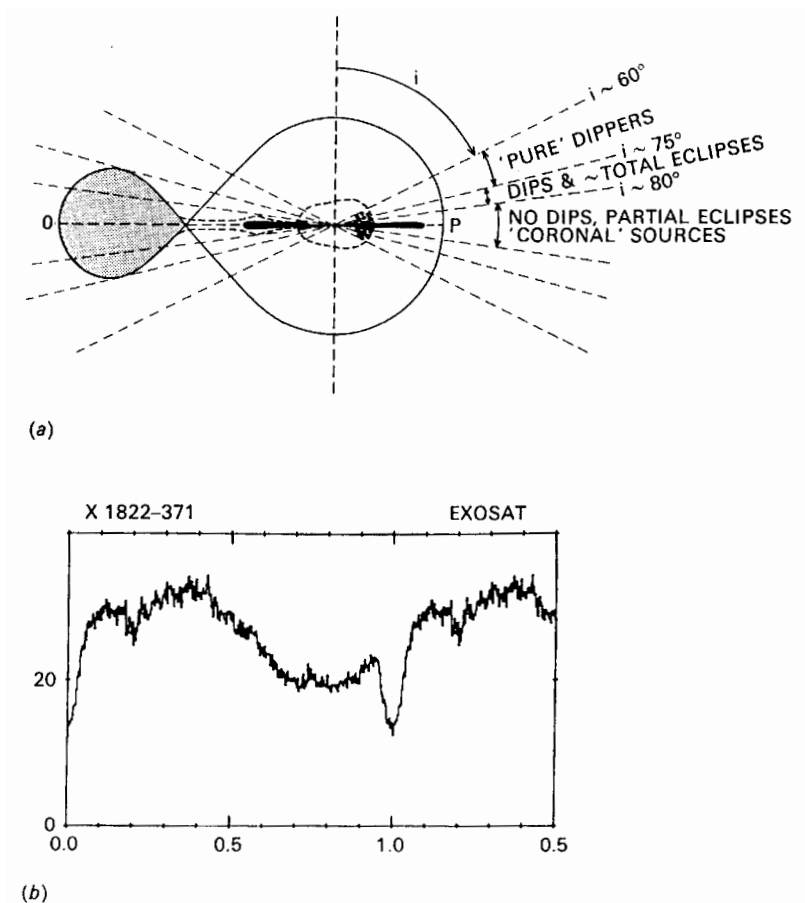 i
i ~ 60°
'PURE' DIPPERS
i ~ 75°
DIPS & ~TOTAL ECLIPSES
i ~ 80°
NO DIPS, PARTIAL ECLIPSES
'CORONAL' SOURCES
0
P
(a)
X 1822–371 EXOSAT
20
0
0.0 0.5 1.0 0.5
(b)